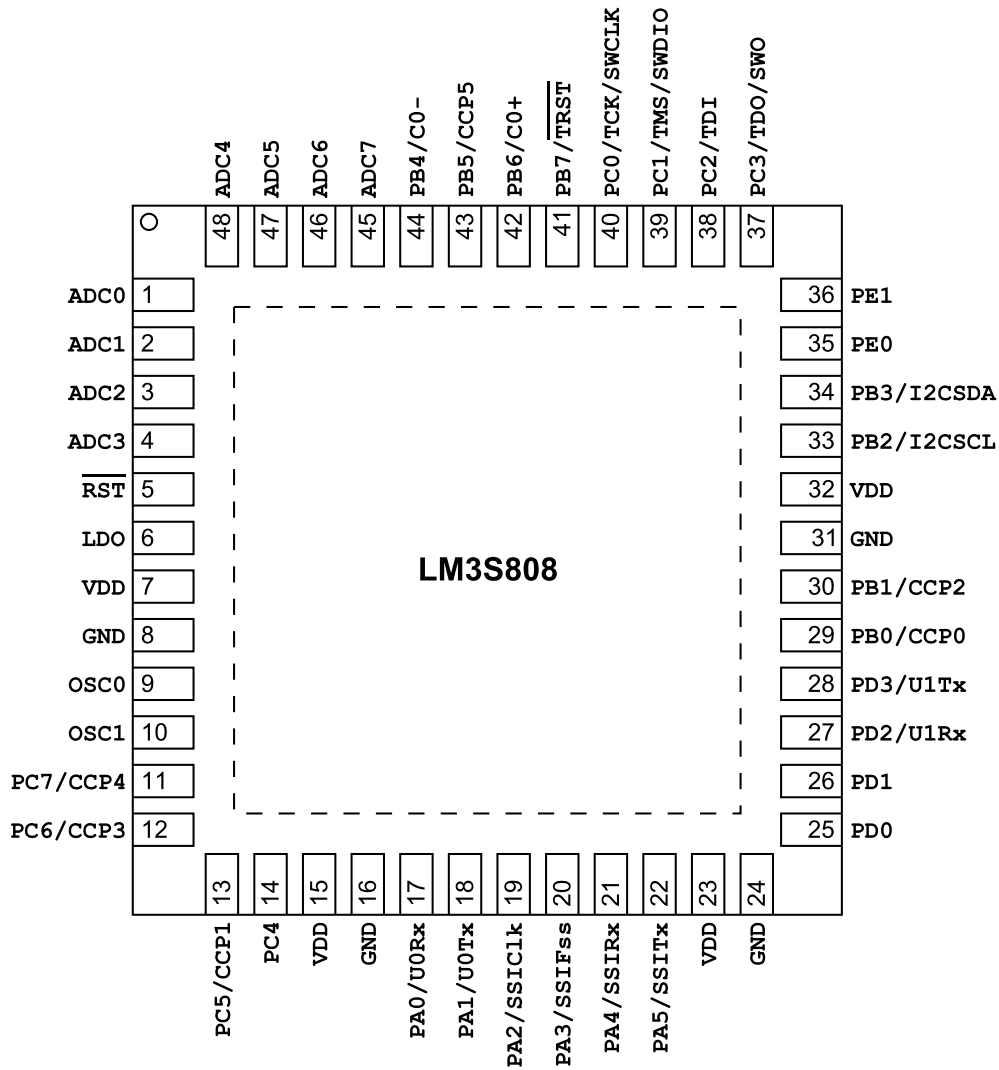 ADC4 ADC5 ADC6 ADC7 PB4/C0- PB5/CCP5 PB6/C0+ PB7/TRST PC0/TCK/SWCLK PC1/TMS/SWDIO PC2/TDI PC3/TDO/SWO
48 47 46 45 44 43 42 41 40 39 38 37
ADC0 1 36 PE1
ADC1 2 35 PE0
ADC2 3 34 PB3/I2CSDA
ADC3 4 33 PB2/I2CSCL
RST 5 32 VDD
LDO 6 31 GND
LM3S808
VDD 7 30 PB1/CCP2
GND 8 29 PB0/CCP0
OSC0 9 28 PD3/U1Tx
OSC1 10 27 PD2/U1Rx
PC7/CCP4 11 26 PD1
PC6/CCP3 12 25 PD0
13 14 15 16 17 18 19 20 21 22 23 24
PC5/CCP1 PC4 VDD GND PA0/U0Rx PA1/U0Tx PA2/SSIClk PA3/SSIFss PA4/SSIRx PA5/SSITx VDD GND